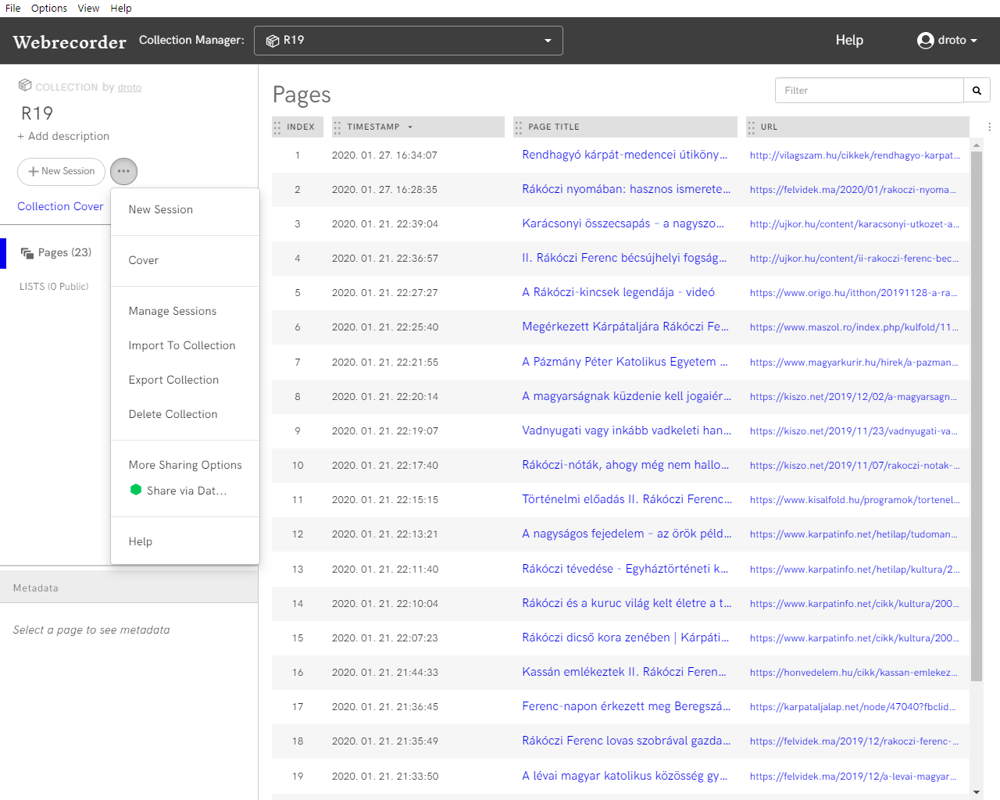 File Options View Help
Webrecorder Collection Manager: R19 Help droto
COLLECTION by droto
R19
+ Add description
New Session
Collection Cover
Pages (23)
LISTS (0 Public)
New Session
Cover
Manage Sessions
Import To Collection
Export Collection
Delete Collection
More Sharing Options
Share via Dat...
Help
Metadata
Select a page to see metadata
Pages
Filter
INDEX TIMESTAMP PAGE TITLE URL
1 2020. 01. 27. 16:34:07 Rendhagyó kárpát-medencei útiköny... http://vilagszam.hu/cikkek/rendhagyo-karpat...
2 2020. 01. 27. 16:28:35 Rákóczi nyomában: hasznos ismerete... https://felvidek.ma/2020/01/rakoczi-nyoma...
3 2020. 01. 21. 22:39:04 Karácsonyi összecsapás – a nagyszo... http://ujkor.hu/content/karacsonyi-utkozet-a...
4 2020. 01. 21. 22:36:57 II. Rákóczi Ferenc bécsújhelyi fogság... http://ujkor.hu/content/ii-rakoczi-ferenc-bec...
5 2020. 01. 21. 22:27:27 A Rákóczi-kincsek legendája - videó https://www.origo.hu/itthon/20191128-a-ra...
6 2020. 01. 21. 22:25:40 Megérkezett Kárpátaljára Rákóczi Fe... https://www.maszol.ro/index.php/kulfold/11...
7 2020. 01. 21. 22:21:55 A Pázmány Péter Katolikus Egyetem ... https://www.magyarkurir.hu/hirek/a-pazman...
8 2020. 01. 21. 22:20:14 A magyarságnak küzdenie kell jogaiér... https://kiszo.net/2019/12/02/a-magyarsagn...
9 2020. 01. 21. 22:19:07 Vadnyugati vagy inkább vadkeleti han... https://kiszo.net/2019/11/23/vadnyugati-va...
10 2020. 01. 21. 22:17:40 Rákóczi-nóták, ahogy még nem hallo... https://kiszo.net/2019/11/07/rakoczi-notak-...
11 2020. 01. 21. 22:15:15 Történelmi előadás II. Rákóczi Ferenc... https://www.kisalfold.hu/programok/tortenel...
12 2020. 01. 21. 22:13:21 A nagyságos fejedelem – az örök péld... https://www.karpatinfo.net/hetilap/tudoman...
13 2020. 01. 21. 22:11:40 Rákóczi tévedése - Egyháztörténeti k... https://www.karpatinfo.net/hetilap/kultura/2...
14 2020. 01. 21. 22:10:04 Rákóczi és a kuruc világ kelt életre a t... https://www.karpatinfo.net/cikk/kultura/200...
15 2020. 01. 21. 22:07:23 Rákóczi dicső kora zenében | Kárpáti... https://www.karpatinfo.net/cikk/kultura/200...
16 2020. 01. 21. 21:44:33 Kassán emlékeztek II. Rákóczi Feren... https://honvedelem.hu/cikk/kassan-emlekez...
17 2020. 01. 21. 21:36:45 Ferenc-napon érkezett meg Beregszá... https://karpataljalap.net/node/47040?fbclid...
18 2020. 01. 21. 21:35:49 Rákóczi Ferenc lovas szobrával gazda... https://felvidek.ma/2019/12/rakoczi-ferenc-...
19 2020. 01. 21. 21:33:50 A lévai magyar katolikus közösség gy... https://felvidek.ma/2019/12/a-levai-magyar...